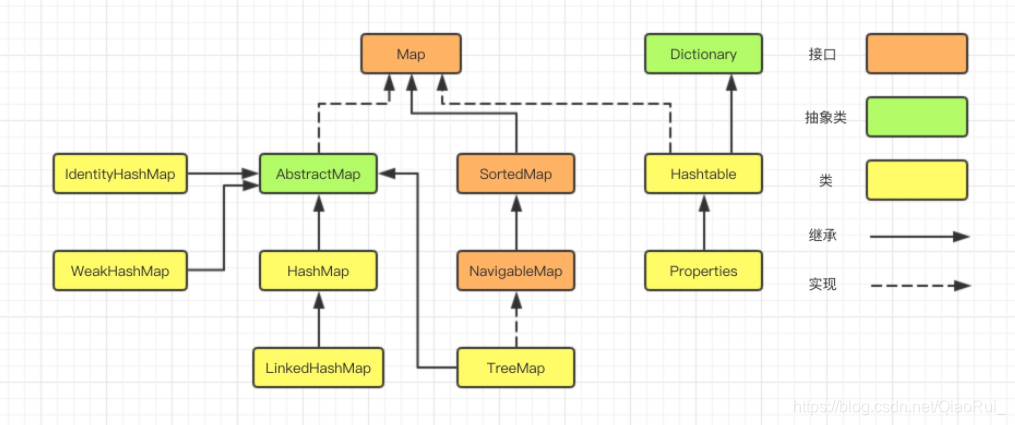 Map
Dictionary
接口
抽象类
IdentityHashMap
AbstractMap
SortedMap
Hashtable
类
继承
WeakHashMap
HashMap
NavigableMap
Properties
实现
LinkedHashMap
TreeMap
https://blog.csdn.net/QiaoRui_